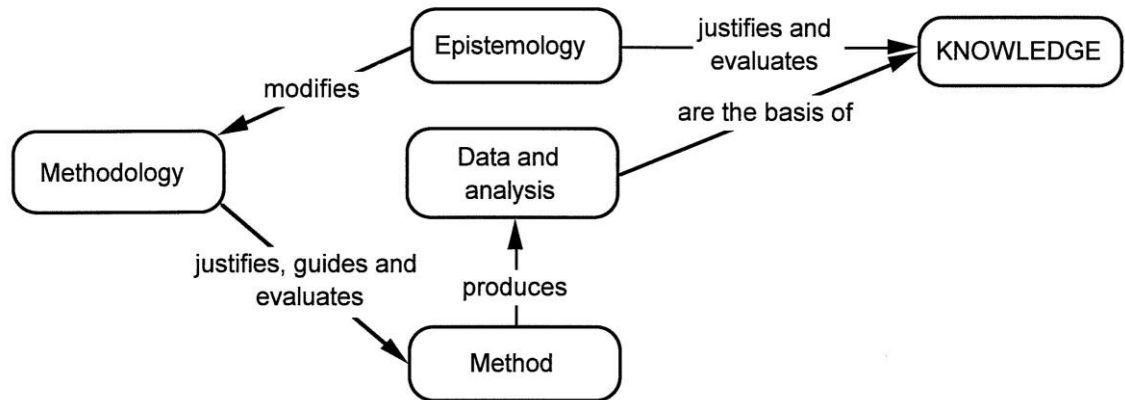 Epistemology
justifies and
evaluates
KNOWLEDGE
modifies
are the basis of
Methodology
Data and
analysis
justifies, guides and
evaluates
produces
Method